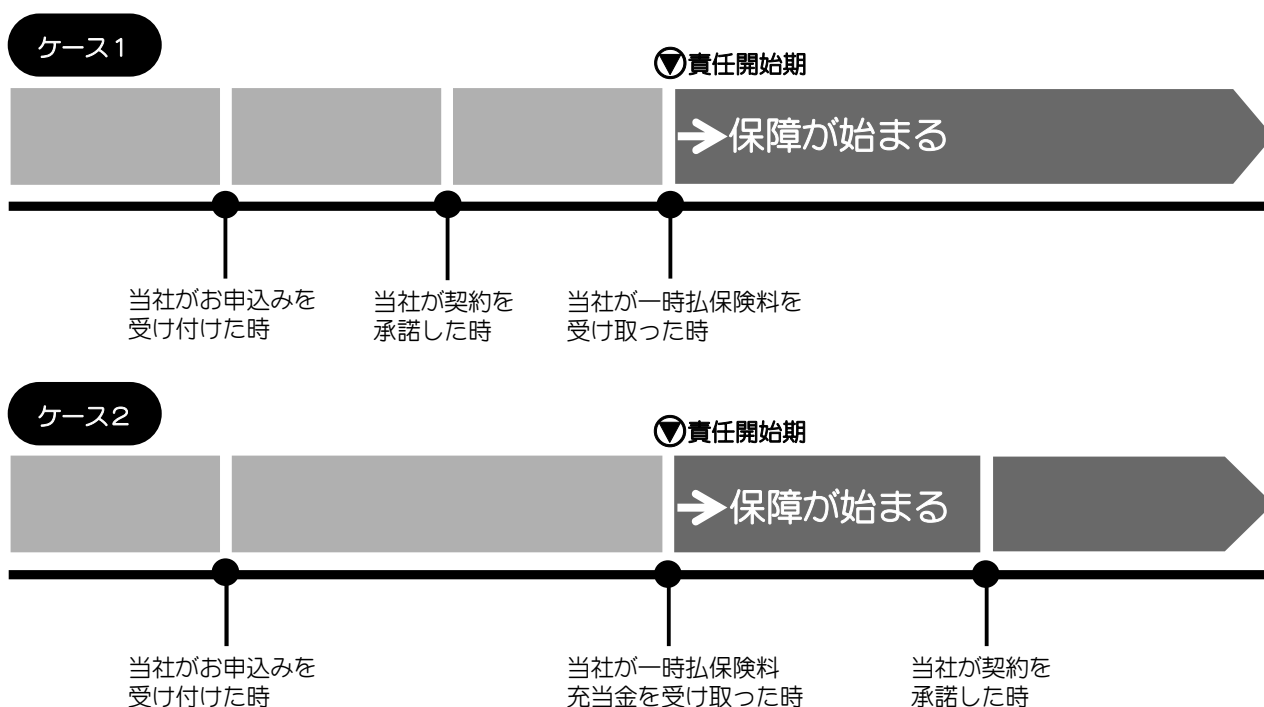 ケース1
責任開始期
保障が始まる
当社がお申込みを
受け付けた時
当社が契約を
承諾した時
当社が一時払保険料を
受け取った時
ケース2
責任開始期
保障が始まる
当社がお申込みを
受け付けた時
当社が一時払保険料
充当金を受け取った時
当社が契約を
承諾した時